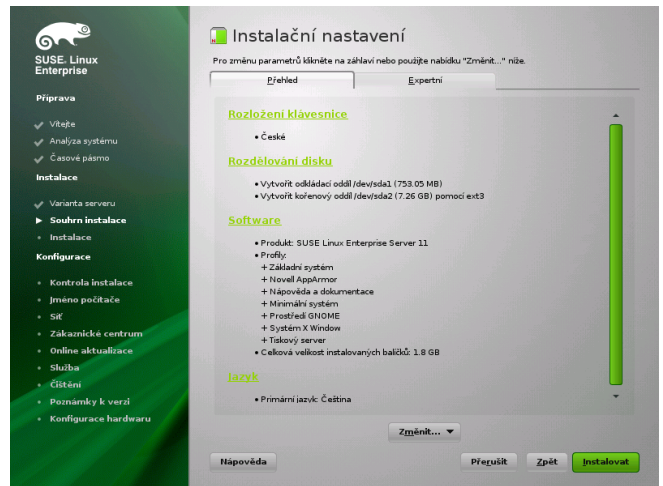 SUSE. Linux
Enterprise
Příprava
Vítejte
Analýza systému
Časové pásmo
Instalace
Varianta serveru
Souhrn instalace
Instalace
Konfigurace
Kontrola instalace
Jméno počítače
Síť
Zákaznické centrum
Online aktualizace
Služba
Čištění
Poznámky k verzi
Konfigurace hardwaru
Instalační nastavení
Pro změnu parametrů klikněte na záhlaví nebo použijte nabídku "Změnit..." níže.
Přehled
Expertní
Rozložení klávesnice
• České
Rozdělování disku
• Vytvořit odkládací oddíl /dev/sda1 (753.05 MB)
• Vytvořit kořenový oddíl /dev/sda2 (7.26 GB) pomocí ext3
Software
• Produkt: SUSE Linux Enterprise Server 11
• Profily:
+ Základní systém
+ Novell AppArmor
+ Nápověda a dokumentace
+ Minimální systém
+ Prostředí GNOME
+ Systém X Window
+ Tiskový server
• Celková velikost instalovaných balíčků: 1.8 GB
Jazyk
• Primární jazyk: Čeština
Změnit...
Nápověda
Přerušit
Zpět
Instalovat